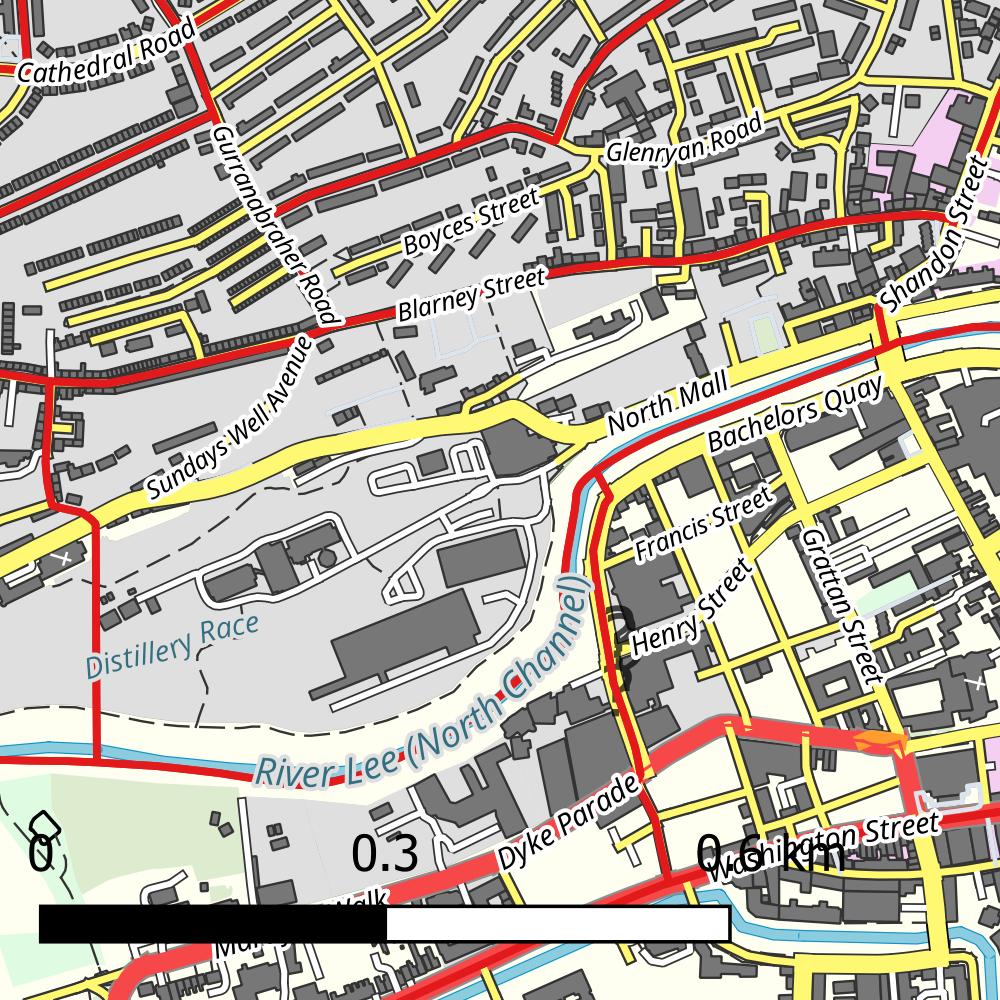 Cathedral Road
Gurranabraher Road
Glenryan Road
Boyces Street
Shandon Street
Blarney Street
Sundays Well Avenue
North Mall
Bachelors Quay
Francis Street
Grattan Street
Henry Street
Distillery Race
River Lee (North Channel)
Dyke Parade
Washington Street
0 0.3 0.6 km
Walk